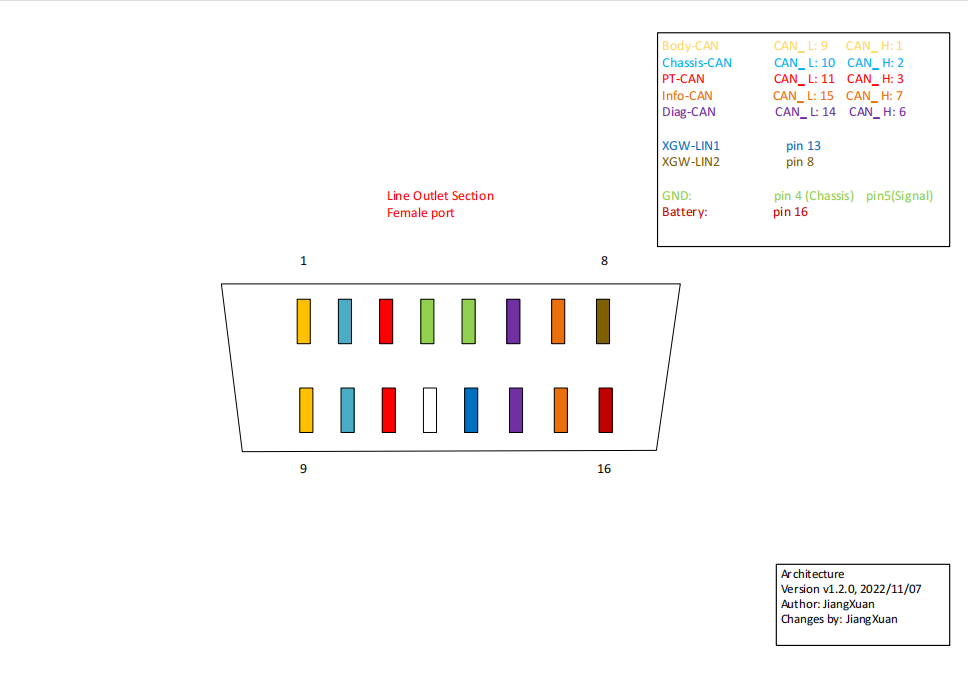 Body-CAN CAN_ L: 9 CAN_ H: 1
Chassis-CAN CAN_ L: 10 CAN_ H: 2
PT-CAN CAN_ L: 11 CAN_ H: 3
Info-CAN CAN_ L: 15 CAN_ H: 7
Diag-CAN CAN_ L: 14 CAN_ H: 6
XGW-LIN1 pin 13
XGW-LIN2 pin 8
GND: pin 4 (Chassis) pin5(Signal)
Battery: pin 16
Line Outlet Section
Female port
1 8
9 16
Architecture
Version v1.2.0, 2022/11/07
Author: JiangXuan
Changes by: JiangXuan